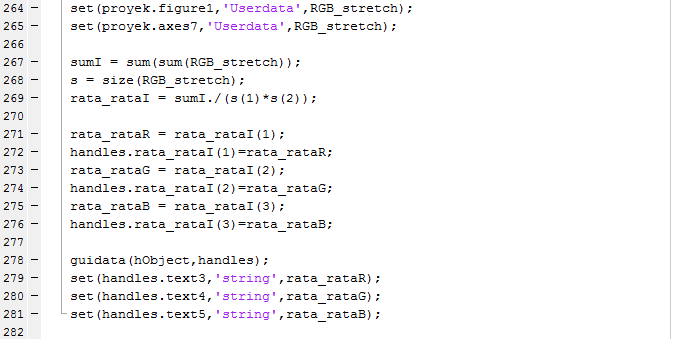 264 – set(proyek.figure1,'Userdata',RGB_stretch);
265 – set(proyek.axes7,'Userdata',RGB_stretch);
266
267 – sumI = sum(sum(RGB_stretch));
268 – s = size(RGB_stretch);
269 – rata_rataI = sumI./(s(1)*s(2));
270
271 – rata_rataR = rata_rataI(1);
272 – handles.rata_rataI(1)=rata_rataR;
273 – rata_rataG = rata_rataI(2);
274 – handles.rata_rataI(2)=rata_rataG;
275 – rata_rataB = rata_rataI(3);
276 – handles.rata_rataI(3)=rata_rataB;
277
278 – guidata(hObject,handles);
279 – set(handles.text3,'string',rata_rataR);
280 – set(handles.text4,'string',rata_rataG);
281 – set(handles.text5,'string',rata_rataB);
282